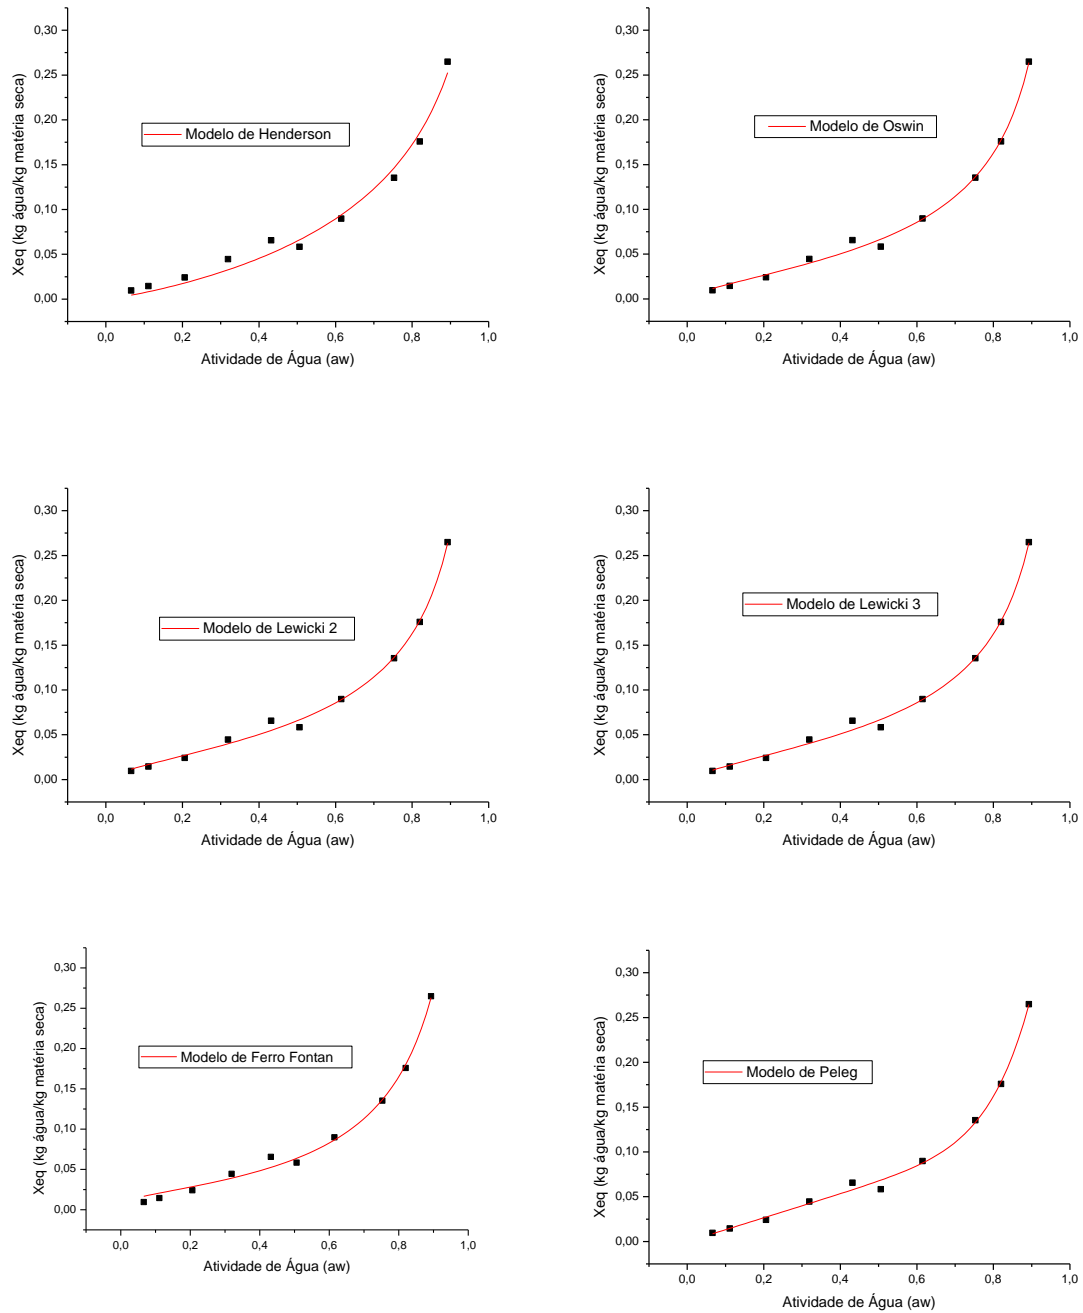 0,30
0,25
0,20
0,15
0,10
0,05
0,00
Xeq (kg água/kg matéria seca)
Modelo de Henderson
0,0 0,2 0,4 0,6 0,8 1,0
Atividade de Água (aw)
0,30
0,25
0,20
0,15
0,10
0,05
0,00
Xeq (kg água/kg matéria seca)
Modelo de Oswin
0,0 0,2 0,4 0,6 0,8 1,0
Atividade de Água (aw)
0,30
0,25
0,20
0,15
0,10
0,05
0,00
Xeq (kg água/kg matéria seca)
Modelo de Lewicki 2
0,0 0,2 0,4 0,6 0,8 1,0
Atividade de Água (aw)
0,30
0,25
0,20
0,15
0,10
0,05
0,00
Xeq (kg água/kg matéria seca)
Modelo de Lewicki 3
0,0 0,2 0,4 0,6 0,8 1,0
Atividade de Água (aw)
0,30
0,25
0,20
0,15
0,10
0,05
0,00
Xeq (kg água/kg matéria seca)
Modelo de Ferro Fontan
0,0 0,2 0,4 0,6 0,8 1,0
Atividade de Água (aw)
0,30
0,25
0,20
0,15
0,10
0,05
0,00
Xeq (kg água/kg matéria seca)
Modelo de Peleg
0,0 0,2 0,4 0,6 0,8 1,0
Atividade de Água (aw)